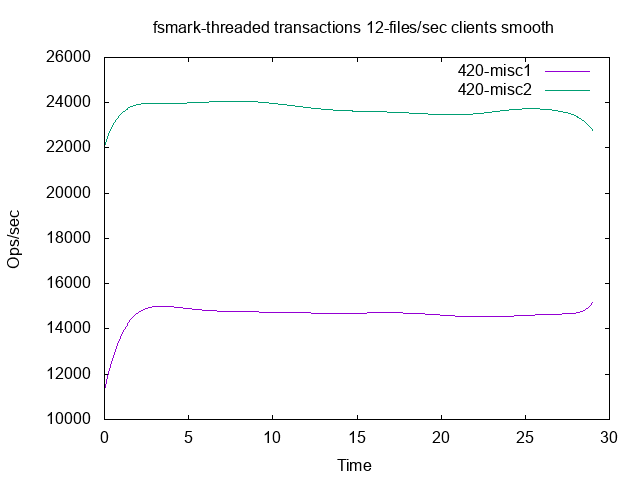 fsmark-threaded transactions 12-files/sec clients smooth
26000
24000
22000
20000
18000
16000
14000
12000
10000
Ops/sec
420-misc1
420-misc2
0 5 10 15 20 25 30
Time